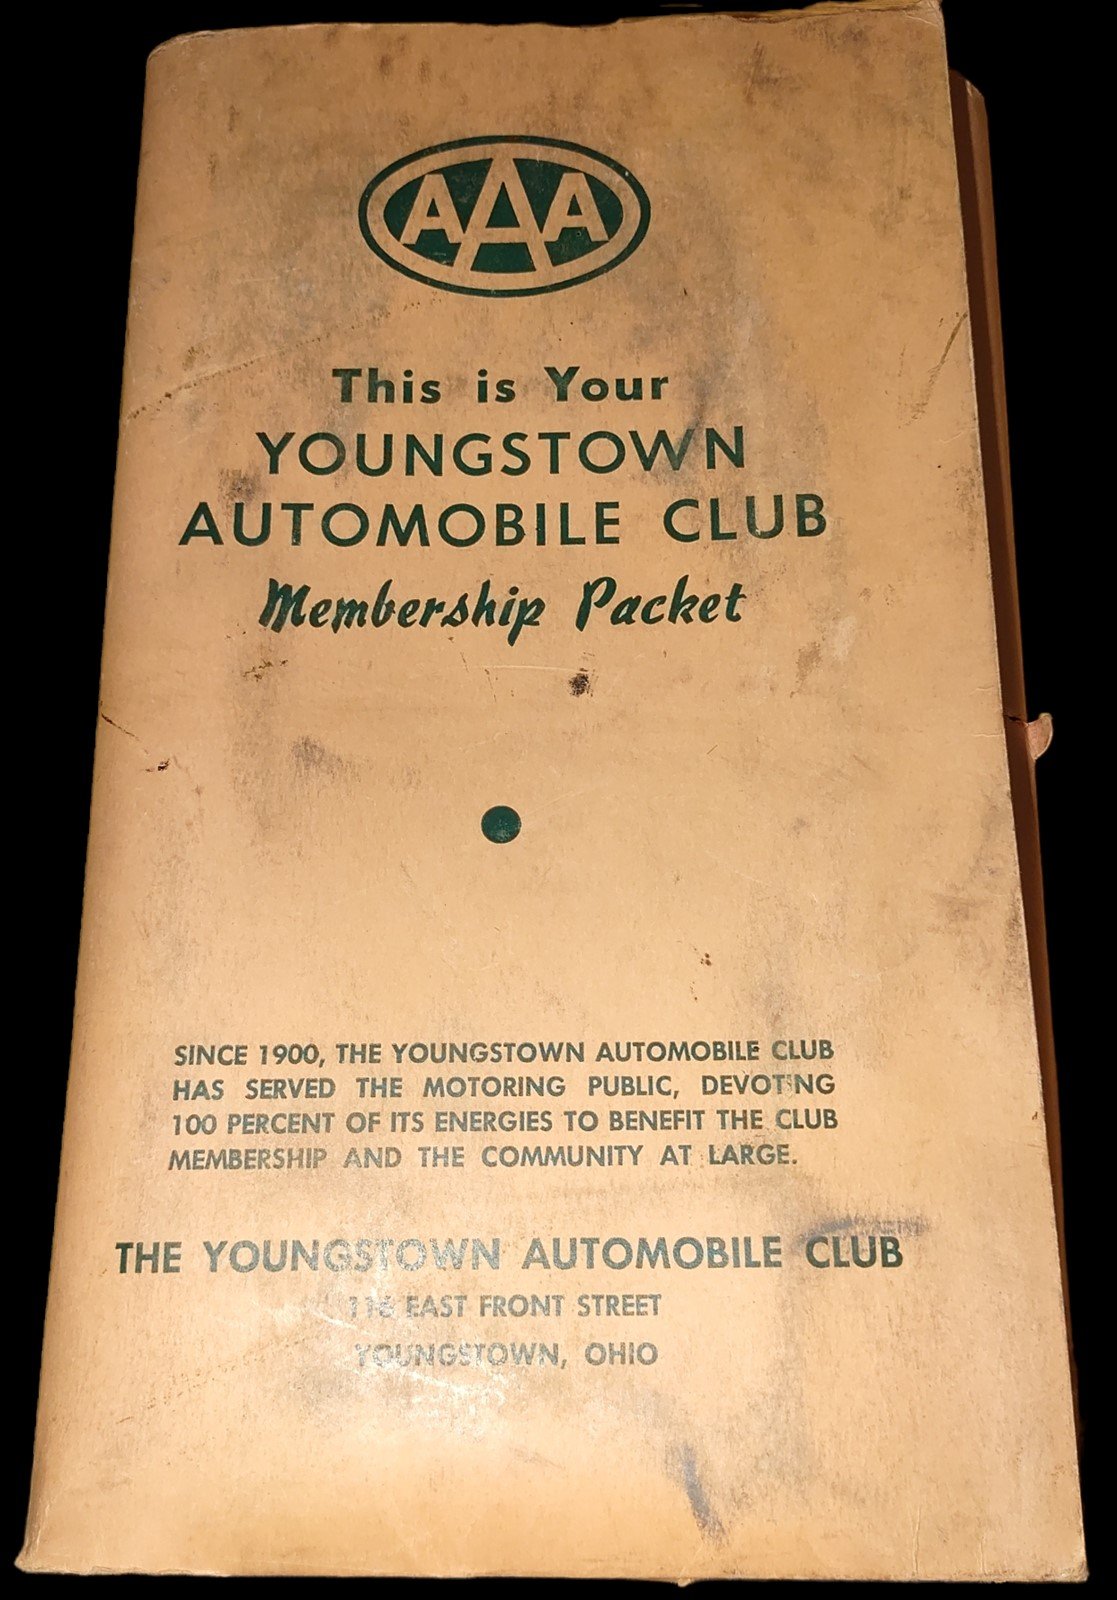 AAA
This is Your
YOUNGSTOWN
AUTOMOBILE CLUB
Membership Packet
SINCE 1900, THE YOUNGSTOWN AUTOMOBILE CLUB
HAS SERVED THE MOTORING PUBLIC, DEVOTING
100 PERCENT OF ITS ENERGIES TO BENEFIT THE CLUB
MEMBERSHIP AND THE COMMUNITY AT LARGE.
THE YOUNGSTOWN AUTOMOBILE CLUB
116 EAST FRONT STREET
YOUNGSTOWN, OHIO